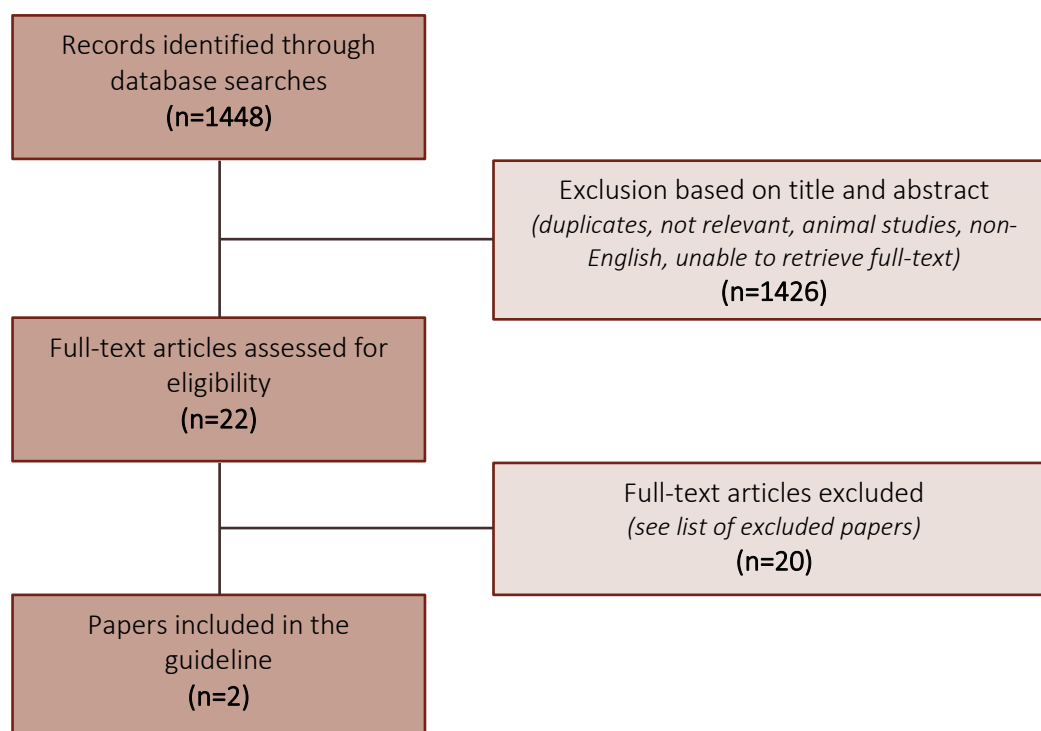 Records identified through
database searches
(n=1448)
Exclusion based on title and abstract
(duplicates, not relevant, animal studies, non-
English, unable to retrieve full-text)
(n=1426)
Full-text articles assessed for
eligibility
(n=22)
Full-text articles excluded
(see list of excluded papers)
(n=20)
Papers included in the
guideline
(n=2)